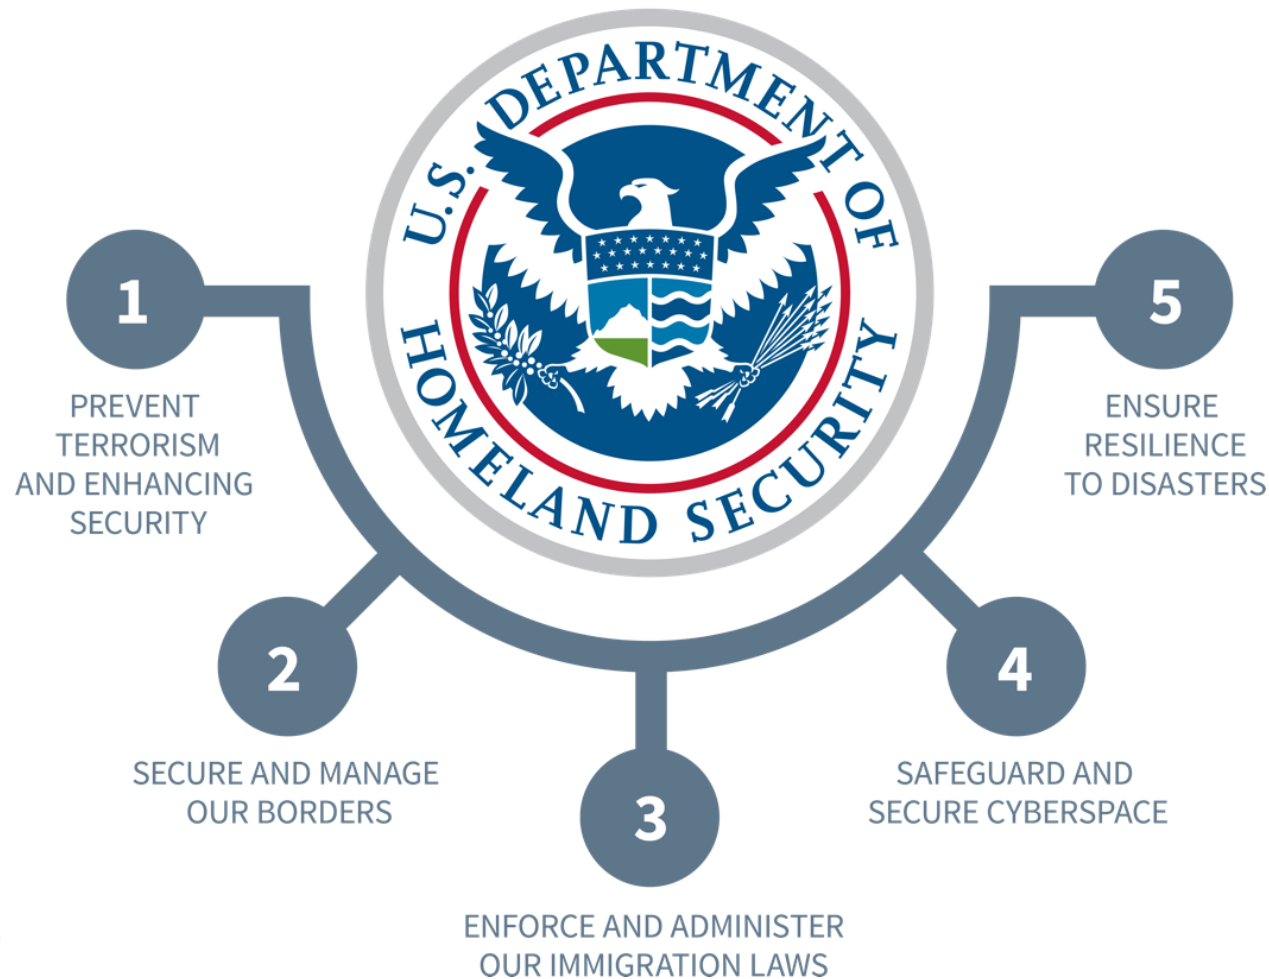 U.S. DEPARTMENT OF
HOMELAND SECURITY
1
PREVENT
TERRORISM
AND ENHANCING
SECURITY
2
SECURE AND MANAGE
OUR BORDERS
3
ENFORCE AND ADMINISTER
OUR IMMIGRATION LAWS
4
SAFEGUARD AND
SECURE CYBERSPACE
5
ENSURE
RESILIENCE
TO DISASTERS